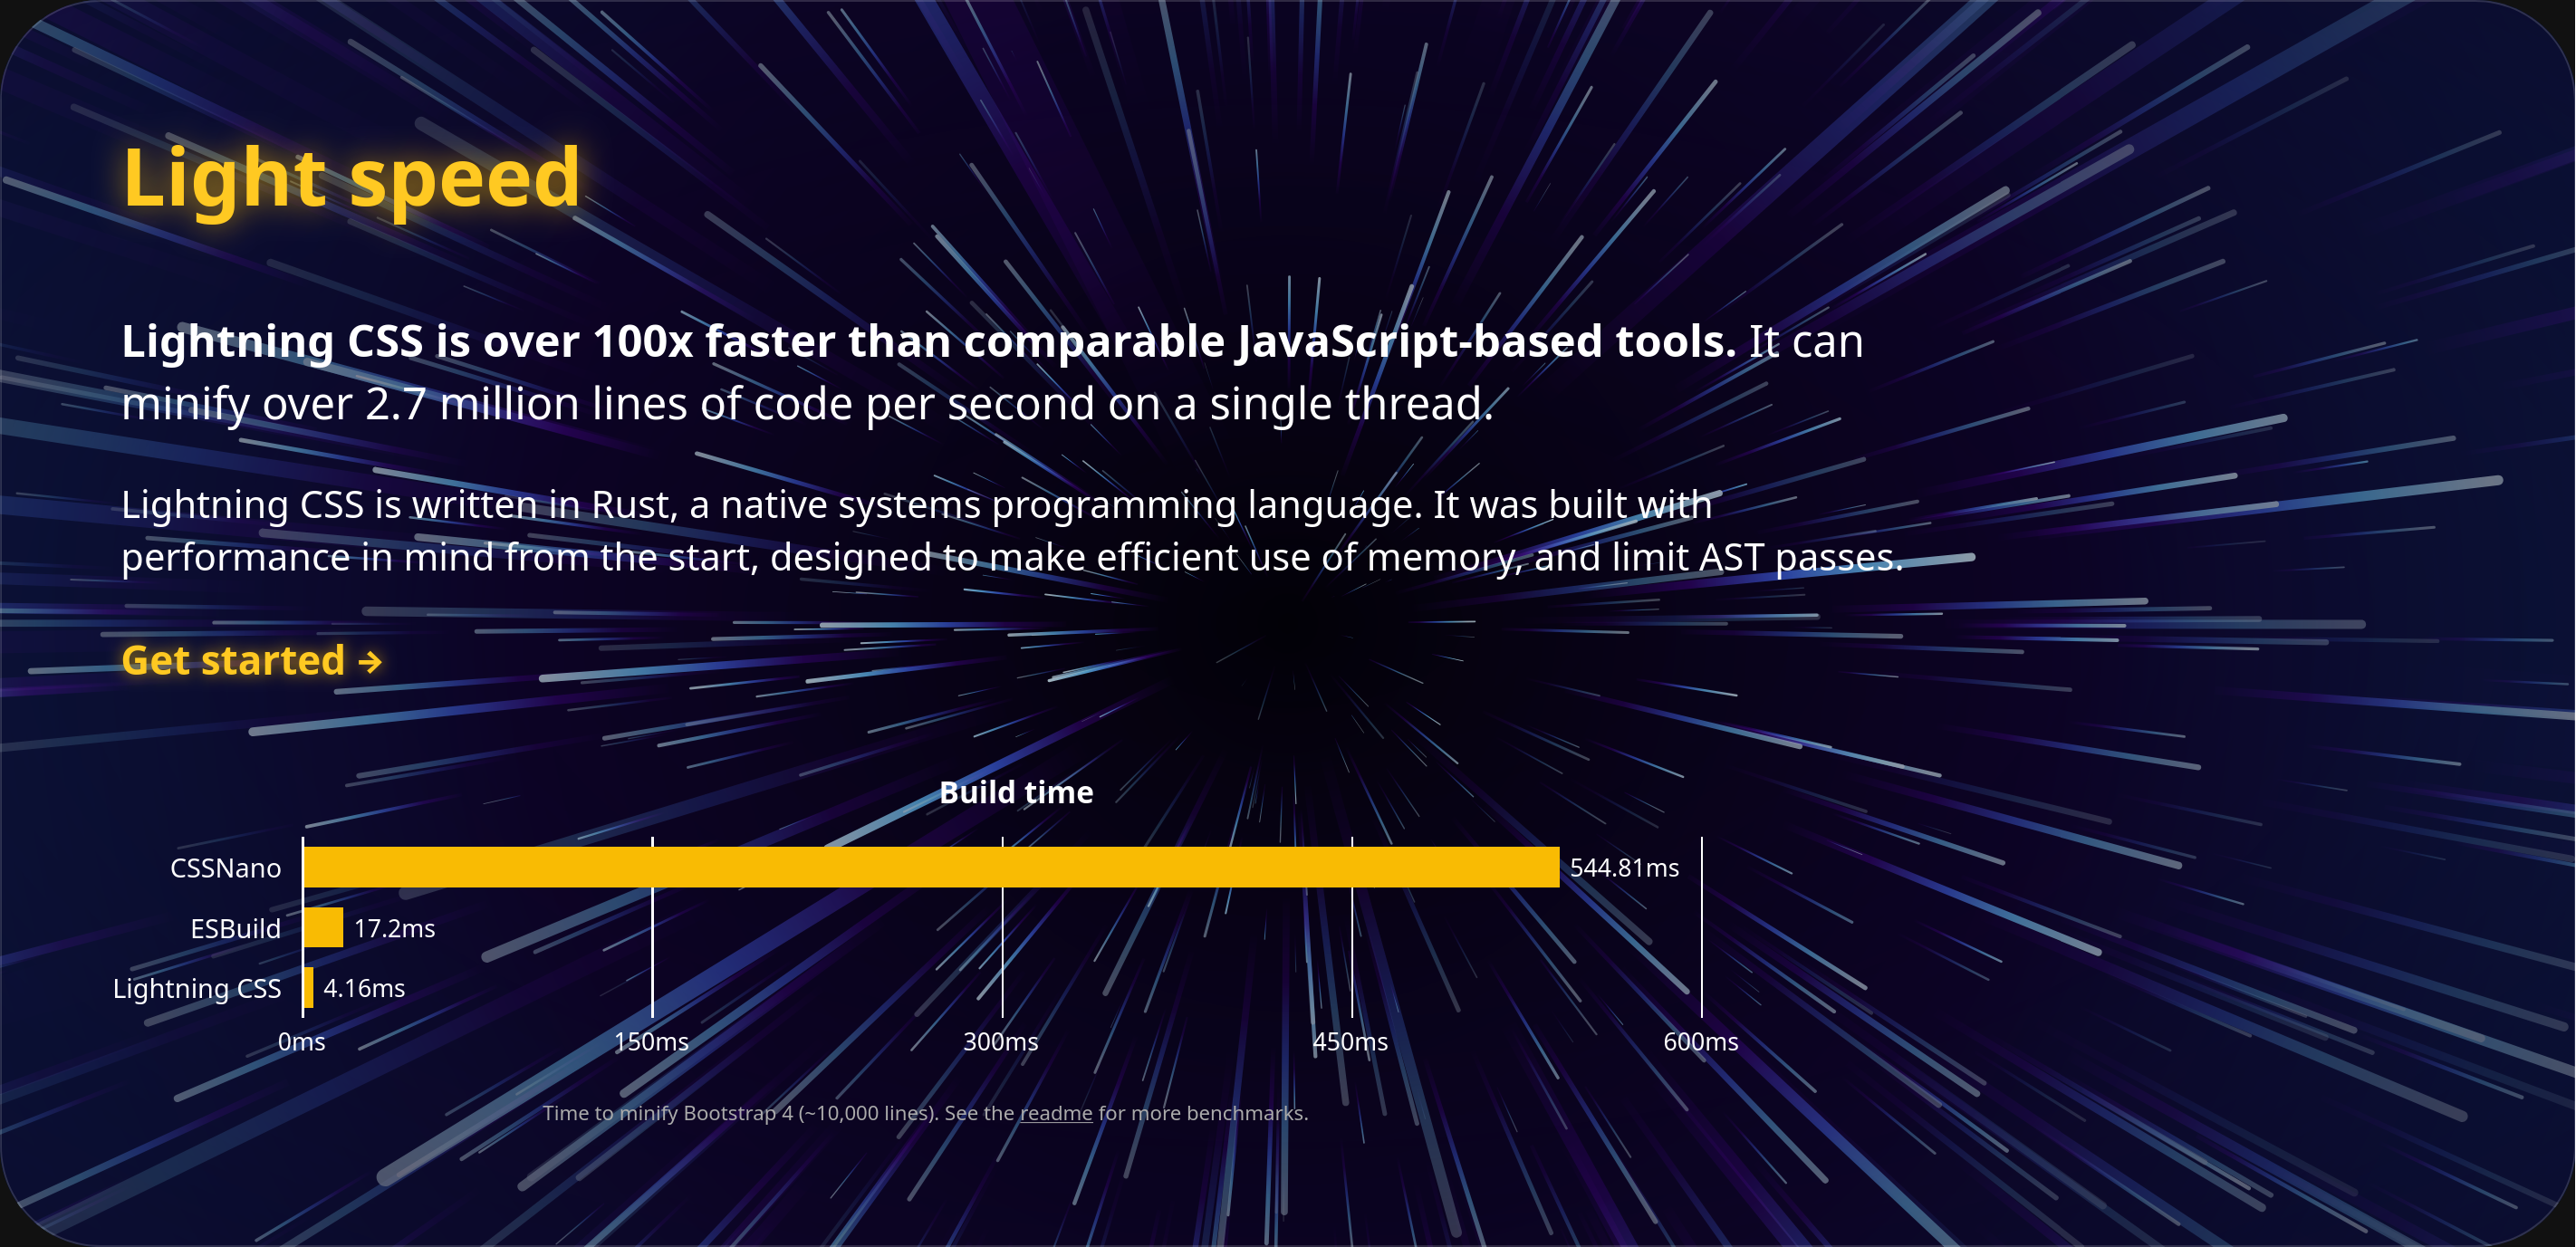 Light speed
Lightning CSS is over 100x faster than comparable JavaScript-based tools. It can
minify over 2.7 million lines of code per second on a single thread.
Lightning CSS is written in Rust, a native systems programming language. It was built with
performance in mind from the start, designed to make efficient use of memory, and limit AST passes.
Get started →
Build time
CSSNano 544.81ms
ESBuild 17.2ms
Lightning CSS 4.16ms
0ms 150ms 300ms 450ms 600ms
Time to minify Bootstrap 4 (~10,000 lines). See the readme for more benchmarks.